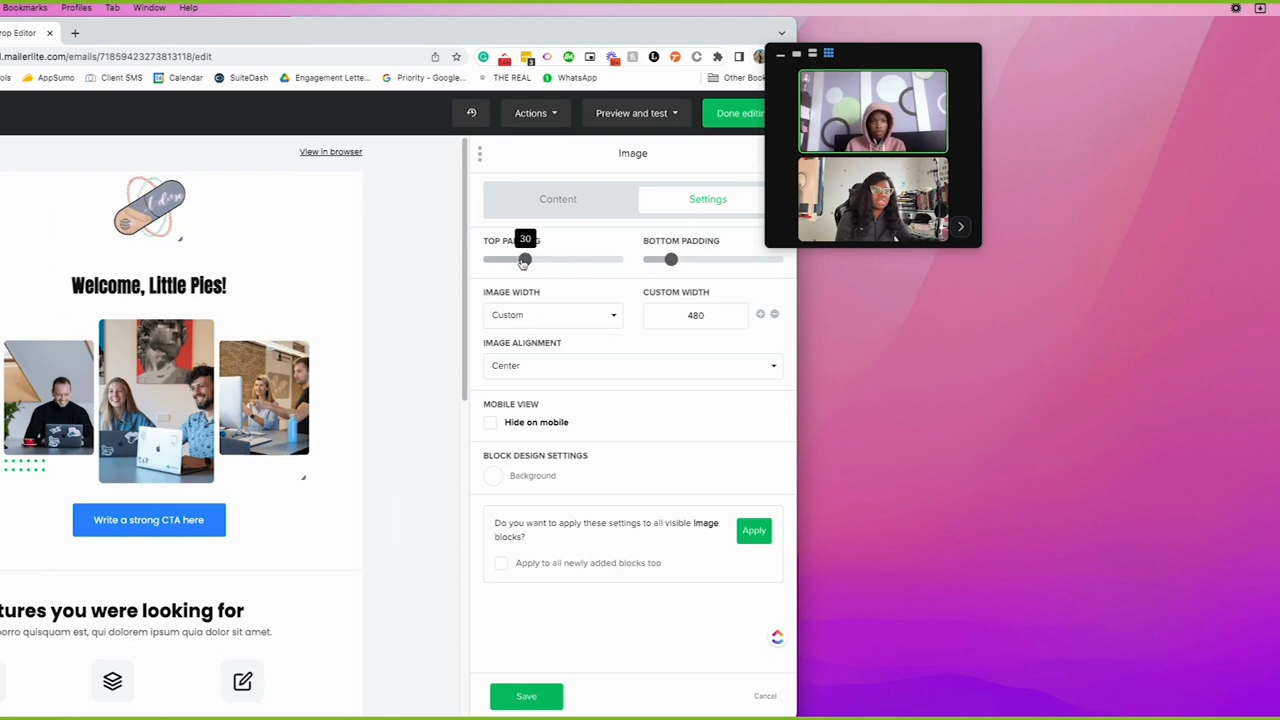 Bookmarks Profiles Tab Window Help
rop Editor
l.mailerlite.com/emails/71859423273813118/edit
ols AppSumo Client SMS Calendar SuiteDash Engagement Lette... Priority - Google... THE REAL WhatsApp Other Book
Actions Preview and test Done editin
View in browser
Image
Content Settings
Welcome, Little Pies!
TOP PA G BOTTOM PADDING
30
IMAGE WIDTH CUSTOM WIDTH
Custom 480
IMAGE ALIGNMENT
Center
MOBILE VIEW
Hide on mobile
BLOCK DESIGN SETTINGS
Background
Write a strong CTA here
Do you want to apply these settings to all visible Image
blocks?
Apply
Apply to all newly added blocks too
tures you were looking for
porro quisquam est, qui dolorem ipsum quia dolor sit amet.
Save Cancel